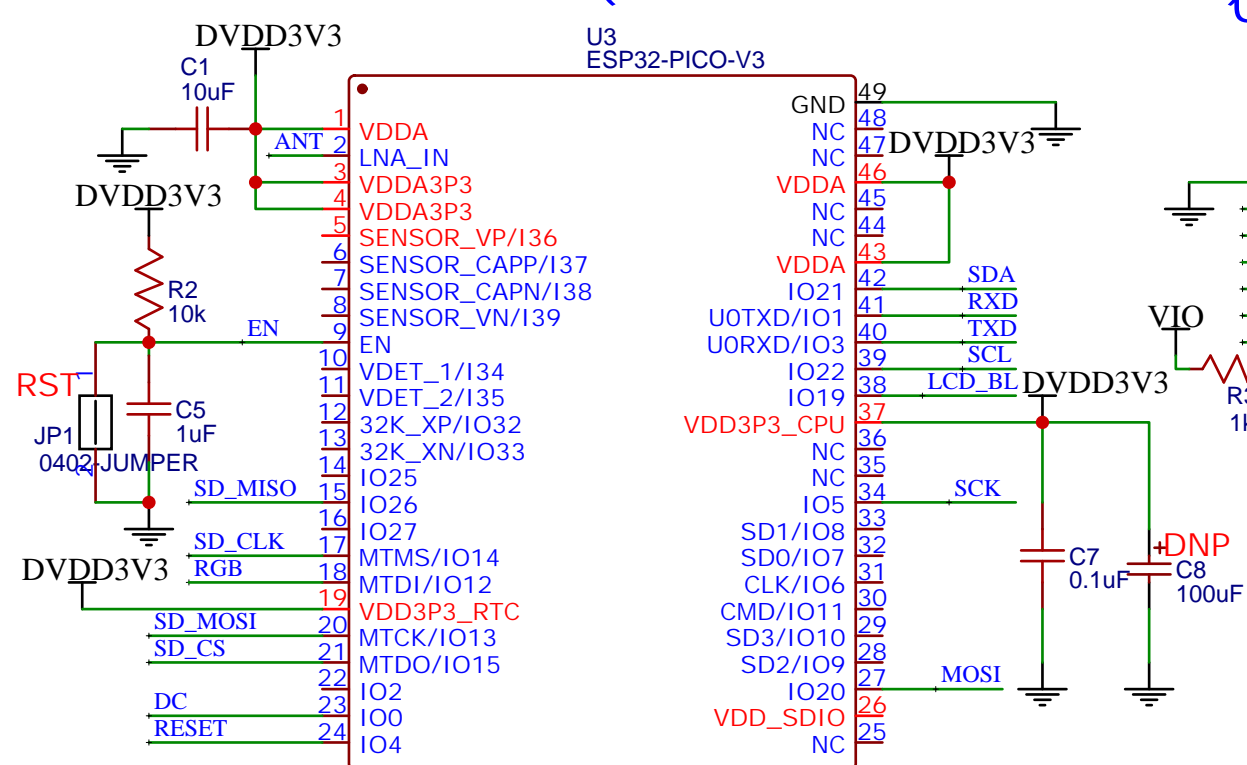 U3
ESP32-PICO-V3
DVDD3V3
C1
10uF
1 VDDA
ANT 2 LNA_IN
3 VDDA3P3
4 VDDA3P3
5 SENSOR_VP/I36
6 SENSOR_CAPP/I37
7 SENSOR_CAPN/I38
8 SENSOR_VN/I39
EN 9 EN
10 VDET_1/I34
11 VDET_2/I35
12 32K_XP/IO32
13 32K_XN/IO33
14 IO25
SD_MISO 15 IO26
16 IO27
SD_CLK 17 MTMS/IO14
RGB 18 MTDI/IO12
19 VDD3P3_RTC
SD_MOSI 20 MTCK/IO13
SD_CS 21 MTDO/IO15
22 IO2
DC 23 IO0
RESET 24 IO4
DVDD3V3
R2
10k
RST
1
JP1
0402-JUMPER
2
C5
1uF
DVDD3V3
GND 49
NC 48
NC 47
VDDA 46
NC 45
NC 44
VDDA 43
IO21 42 SDA
U0TXD/IO1 41 RXD
U0RXD/IO3 40 TXD
IO22 39 SCL
IO19 38 LCD_BL
VDD3P3_CPU 37
NC 36
NC 35
IO5 34 SCK
SD1/IO8 33
SD0/IO7 32
CLK/IO6 31
CMD/IO11 30
SD3/IO10 29
SD2/IO9 28
IO20 27 MOSI
VDD_SDIO 26
NC 25
DVDD3V3
DVDD3V3
C7
0.1uF
+DNP
C8
100uF
VIO